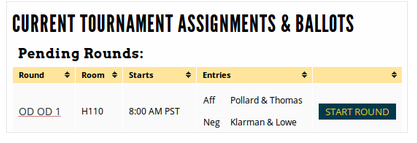 CURRENT TOURNAMENT ASSIGNMENTS & BALLOTS
Pending Rounds:
Round Room Starts Entries
OD OD 1 H110 8:00 AM PST Aff Pollard & Thomas START ROUND
Neg Klarman & Lowe